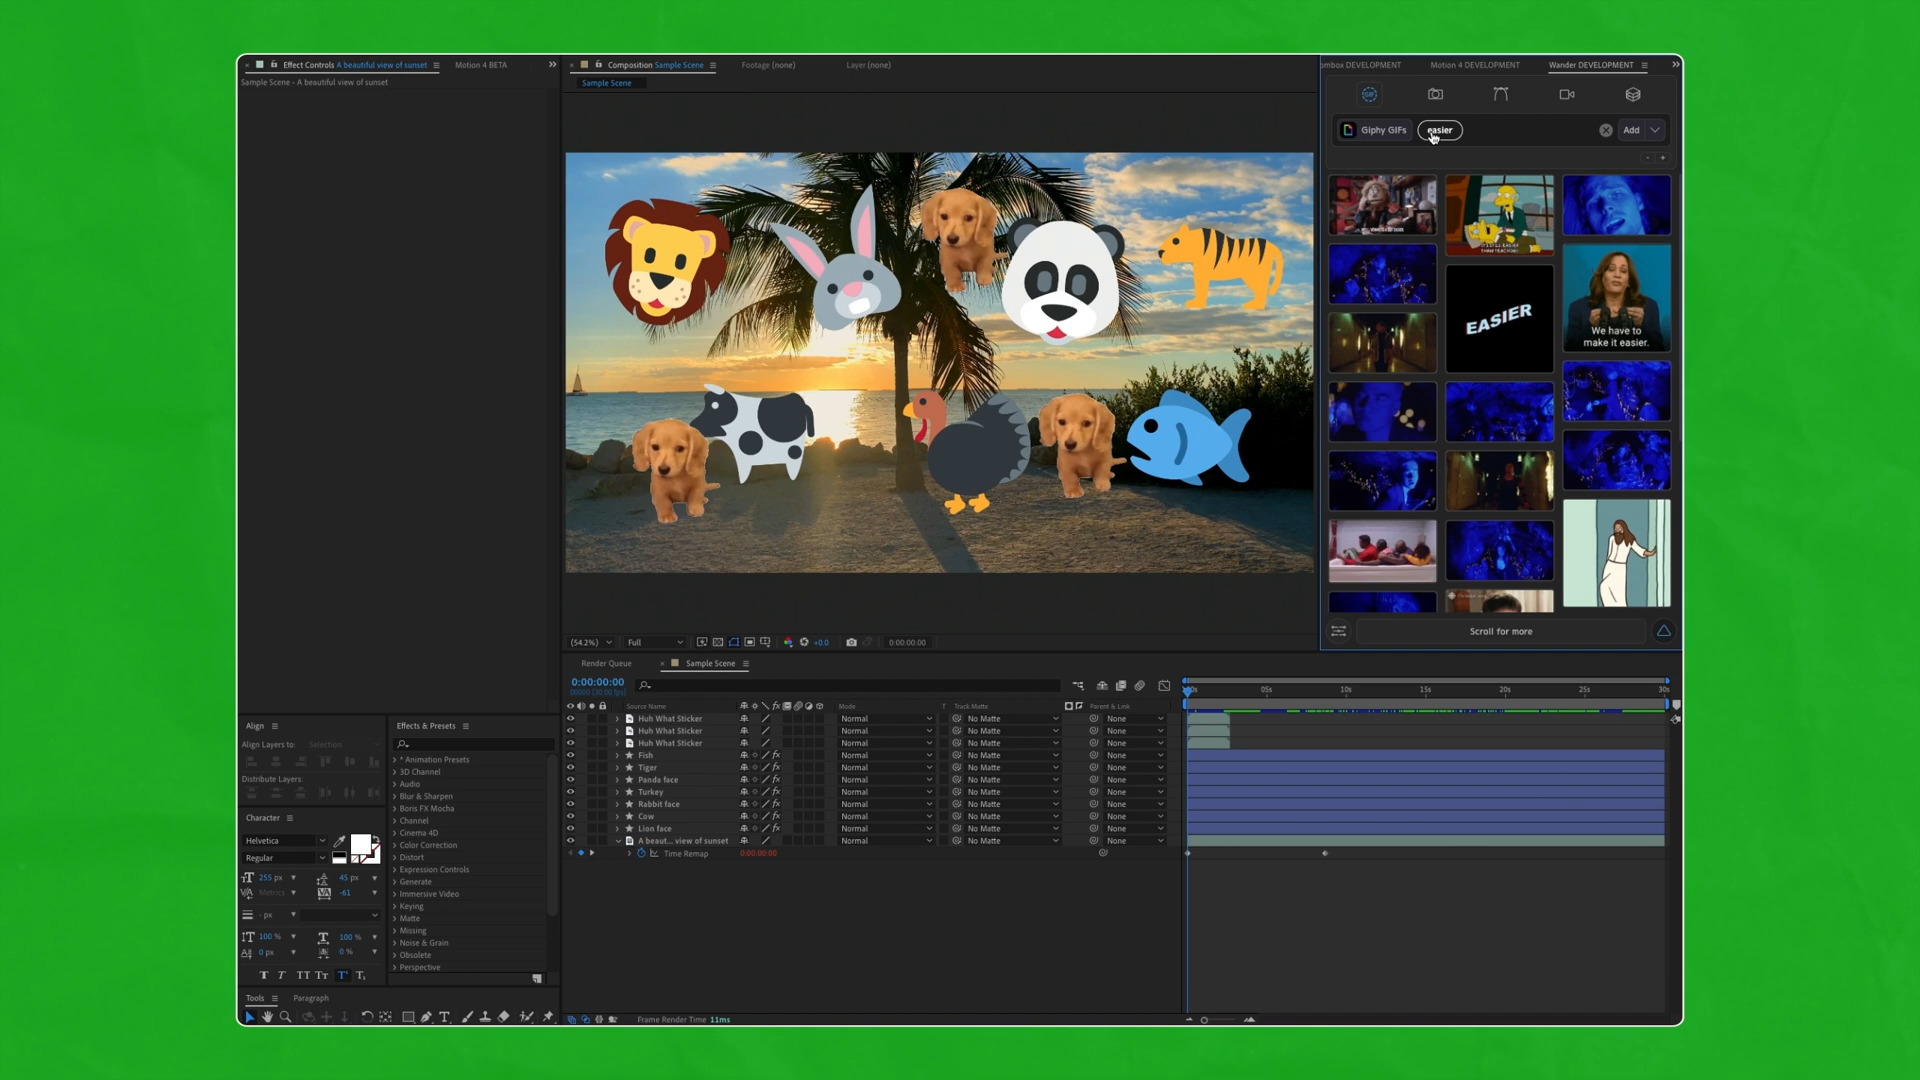 Effect Controls A beautiful view of sunset
Motion 4 BETA
Sample Scene - A beautiful view of sunset
Composition Sample Scene
Footage (none)
Layer (none)
Sample Scene
ombox DEVELOPMENT
Motion 4 DEVELOPMENT
Wander DEVELOPMENT
GIF
Giphy GIFs
easier
Add
EASIER
We have to
make it easier.
Scroll for more
(54.2%)
Full
+0.0
0:00:00:00
Render Queue
Sample Scene
0:00:00:00
00000 (30.00 fps)
00s
05s
10s
15s
20s
25s
30s
Source Name
Mode
T
Track Matte
Parent & Link
Huh What Sticker Normal No Matte None
Huh What Sticker Normal No Matte None
Huh What Sticker Normal No Matte None
Fish Normal No Matte None
Tiger Normal No Matte None
Panda face Normal No Matte None
Turkey Normal No Matte None
Rabbit face Normal No Matte None
Cow Normal No Matte None
Lion face Normal No Matte None
A beaut... view of sunset Normal No Matte None
Time Remap 0:00:00:00
Align
Align Layers to: Selection
Distribute Layers:
Character
Helvetica
Regular
255 px
45 px
Metrics
-61
- px
100 %
100 %
0 px
0 %
T T TT Tт T' T,
Effects & Presets
* Animation Presets
3D Channel
Audio
Blur & Sharpen
Boris FX Mocha
Channel
Cinema 4D
Color Correction
Distort
Expression Controls
Generate
Immersive Video
Keying
Matte
Missing
Noise & Grain
Obsolete
Perspective
Tools
Paragraph
Frame Render Time 11ms